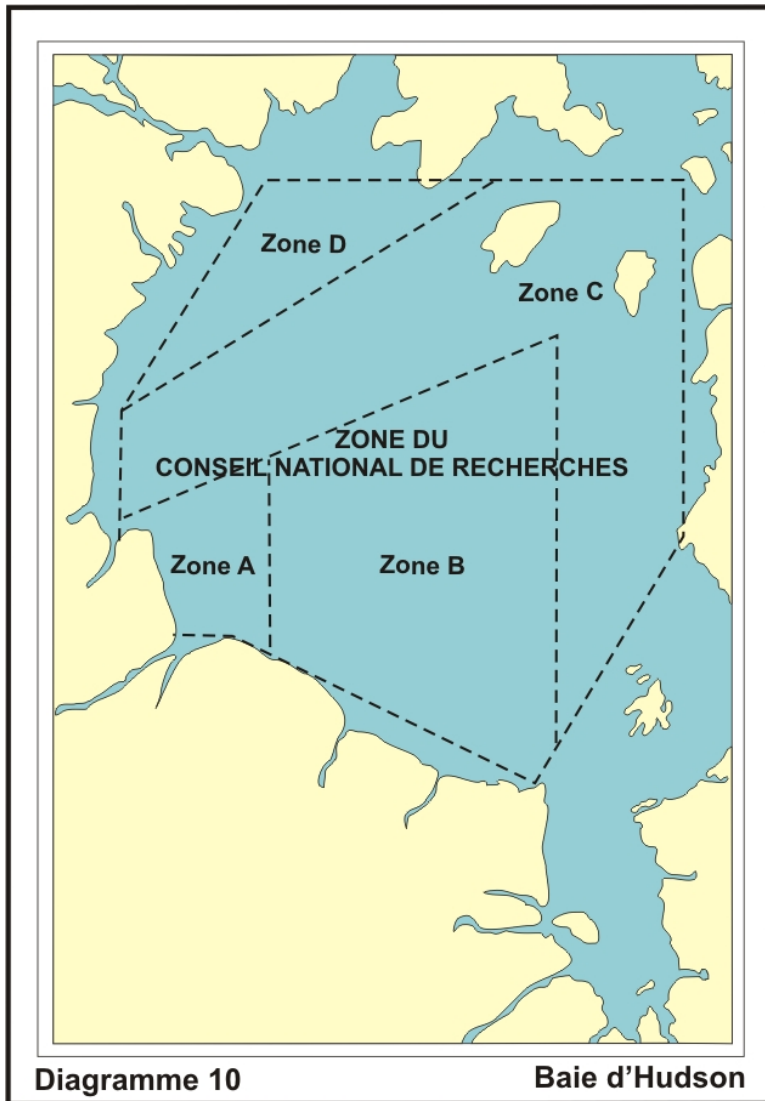 Zone D
Zone C
ZONE DU
CONSEIL NATIONAL DE RECHERCHES
Zone A
Zone B
Diagramme 10
Baie d’Hudson